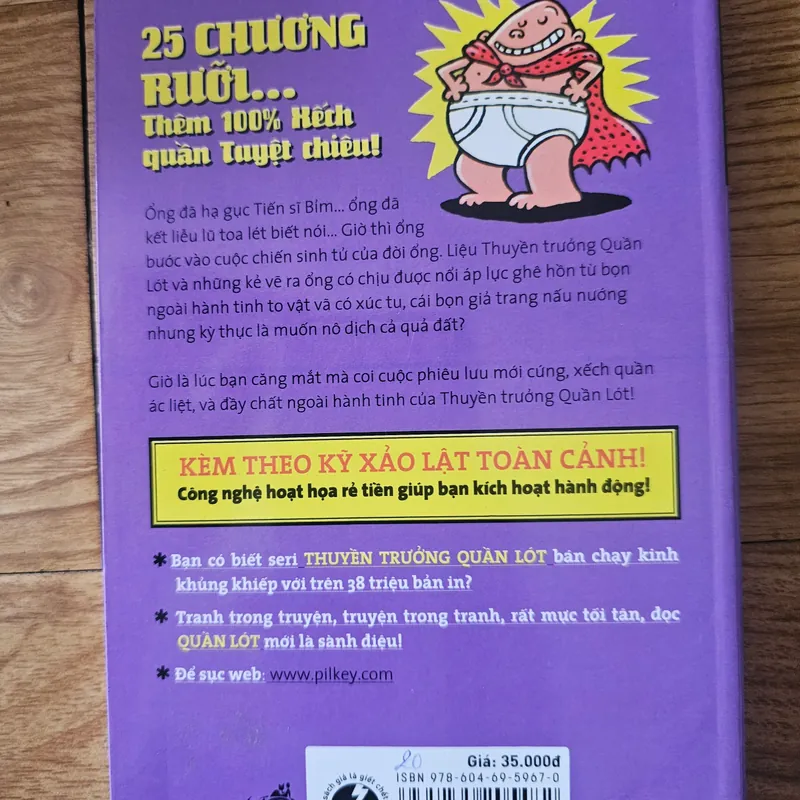 25 CHƯƠNG
RƯỠI...
Thêm 100% Hếch
quần Tuyệt chiêu!
Ổng đã hạ gục Tiến sĩ Bỉm... ổng đã
kết liễu lũ toa lét biết nói... Giờ thì ổng
bước vào cuộc chiến sinh tử của đời ổng. Liệu Thuyền trưởng Quần
Lót và những kẻ vẽ ra ổng có chịu được nổi áp lực ghê hồn từ bọn
ngoài hành tinh to vật vã có xúc tu, cái bọn giả trang nấu nướng
nhưng kỳ thực là muốn nô dịch cả quả đất?
Giờ là lúc bạn căng mắt mà coi cuộc phiêu lưu mới cứng, xếch quần
ác liệt, và đầy chất ngoài hành tinh của Thuyền trưởng Quần Lót!
KÈM THEO KỸ XẢO LẬT TOÀN CẢNH!
Công nghệ hoạt họa rẻ tiền giúp bạn kích hoạt hành động!
* Bạn có biết seri THUYỀN TRƯỞNG QUẦN LÓT bán chạy kinh
khủng khiếp với trên 38 triệu bản in?
* Tranh trong truyện, truyện trong tranh, rất mực tối tân, đọc
QUẦN LÓT mới là sành điệu!
* Để sục web: www.pilkey.com
20
Giá: 35.000đ
ISBN 978-604-69-5967-0
sách giả là giết chết